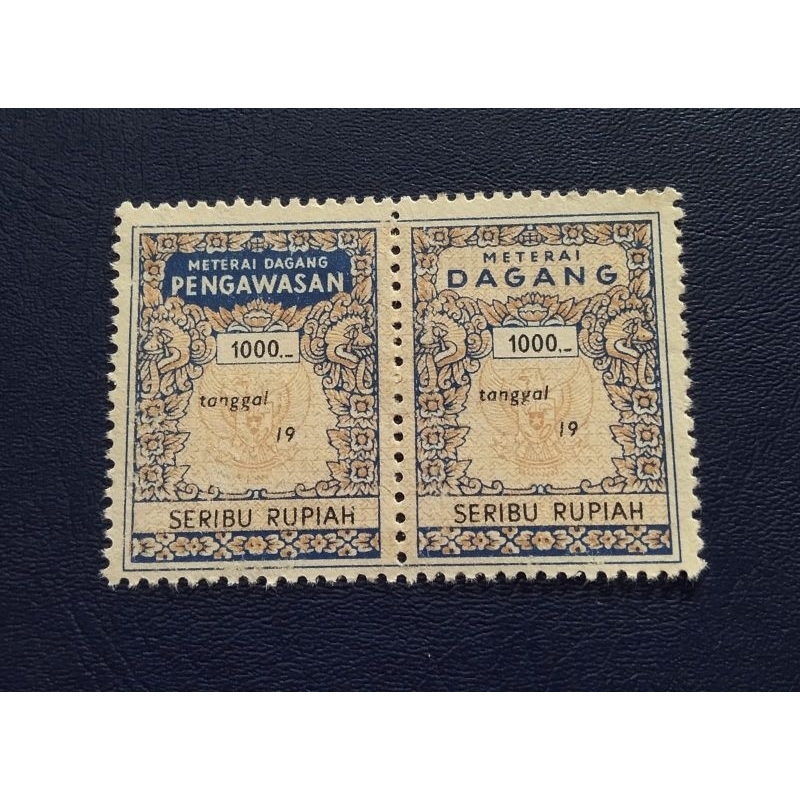 METERAI DAGANG
PENGAWASAN
1000.–
tanggal
19
SERIBU RUPIAH
METERAI
DAGANG
1000.–
tanggal
19
SERIBU RUPIAH